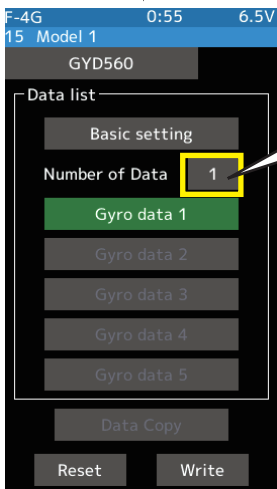 F-4G 0:55 6.5V
15 Model 1
GYD560
Data list
Basic setting
Number of Data 1
Gyro data 1
Gyro data 2
Gyro data 3
Gyro data 4
Gyro data 5
Data Copy
Reset Write